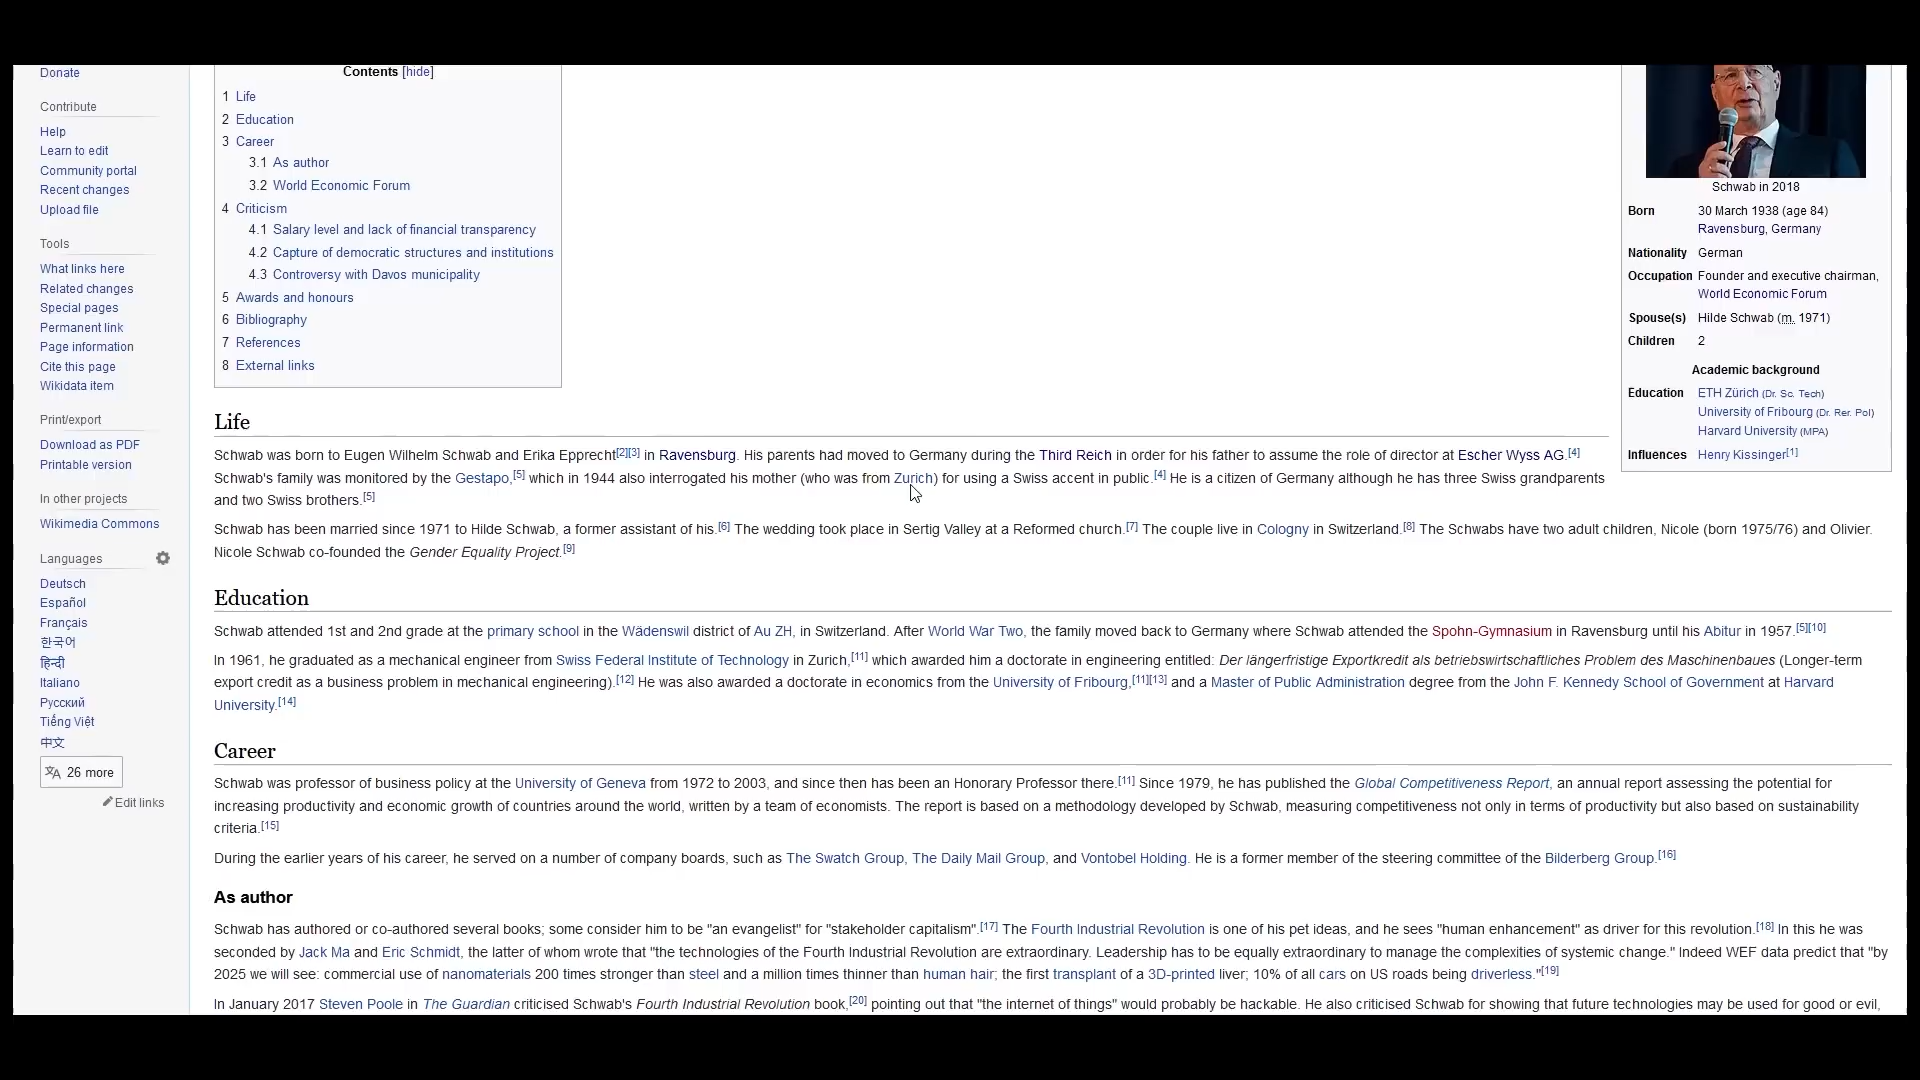 Donate
Contribute
Help
Learn to edit
Community portal
Recent changes
Upload file
Tools
What links here
Related changes
Special pages
Permanent link
Page information
Cite this page
Wikidata item
Print/export
Download as PDF
Printable version
In other projects
Wikimedia Commons
Languages
Deutsch
Español
Français
한국어
हिन्दी
Italiano
Русский
Tiếng Việt
中文
26 more
Edit links
Contents [hide]
1 Life
2 Education
3 Career
3.1 As author
3.2 World Economic Forum
4 Criticism
4.1 Salary level and lack of financial transparency
4.2 Capture of democratic structures and institutions
4.3 Controversy with Davos municipality
5 Awards and honours
6 Bibliography
7 References
8 External links
Schwab in 2018
Born 30 March 1938 (age 84)
Ravensburg, Germany
Nationality German
Occupation Founder and executive chairman,
World Economic Forum
Spouse(s) Hilde Schwab (m. 1971)
Children 2
Academic background
Education ETH Zürich (Dr. Sc. Tech)
University of Fribourg (Dr. Rer. Pol)
Harvard University (MPA)
Influences Henry Kissinger[1]
Life
Schwab was born to Eugen Wilhelm Schwab and Erika Epprecht[2][3] in Ravensburg. His parents had moved to Germany during the Third Reich in order for his father to assume the role of director at Escher Wyss AG.[4]
Schwab's family was monitored by the Gestapo,[5] which in 1944 also interrogated his mother (who was from Zurich) for using a Swiss accent in public.[4] He is a citizen of Germany although he has three Swiss grandparents
and two Swiss brothers.[5]
Schwab has been married since 1971 to Hilde Schwab, a former assistant of his.[6] The wedding took place in Sertig Valley at a Reformed church.[7] The couple live in Cologny in Switzerland.[8] The Schwabs have two adult children, Nicole (born 1975/76) and Olivier.
Nicole Schwab co-founded the Gender Equality Project.[9]
Education
Schwab attended 1st and 2nd grade at the primary school in the Wädenswil district of Au ZH, in Switzerland. After World War Two, the family moved back to Germany where Schwab attended the Spohn-Gymnasium in Ravensburg until his Abitur in 1957.[5][10]
In 1961, he graduated as a mechanical engineer from Swiss Federal Institute of Technology in Zurich,[11] which awarded him a doctorate in engineering entitled: Der längerfristige Exportkredit als betriebswirtschaftliches Problem des Maschinenbaues (Longer-term
export credit as a business problem in mechanical engineering).[12] He was also awarded a doctorate in economics from the University of Fribourg,[11][13] and a Master of Public Administration degree from the John F. Kennedy School of Government at Harvard
University.[14]
Career
Schwab was professor of business policy at the University of Geneva from 1972 to 2003, and since then has been an Honorary Professor there.[11] Since 1979, he has published the Global Competitiveness Report, an annual report assessing the potential for
increasing productivity and economic growth of countries around the world, written by a team of economists. The report is based on a methodology developed by Schwab, measuring competitiveness not only in terms of productivity but also based on sustainability
criteria.[15]
During the earlier years of his career, he served on a number of company boards, such as The Swatch Group, The Daily Mail Group, and Vontobel Holding. He is a former member of the steering committee of the Bilderberg Group.[16]
As author
Schwab has authored or co-authored several books; some consider him to be "an evangelist" for "stakeholder capitalism".[17] The Fourth Industrial Revolution is one of his pet ideas, and he sees "human enhancement" as driver for this revolution.[18] In this he was
seconded by Jack Ma and Eric Schmidt, the latter of whom wrote that "the technologies of the Fourth Industrial Revolution are extraordinary. Leadership has to be equally extraordinary to manage the complexities of systemic change." Indeed WEF data predict that "by
2025 we will see: commercial use of nanomaterials 200 times stronger than steel and a million times thinner than human hair; the first transplant of a 3D-printed liver; 10% of all cars on US roads being driverless."[19]
In January 2017 Steven Poole in The Guardian criticised Schwab's Fourth Industrial Revolution book,[20] pointing out that "the internet of things" would probably be hackable. He also criticised Schwab for showing that future technologies may be used for good or evil,